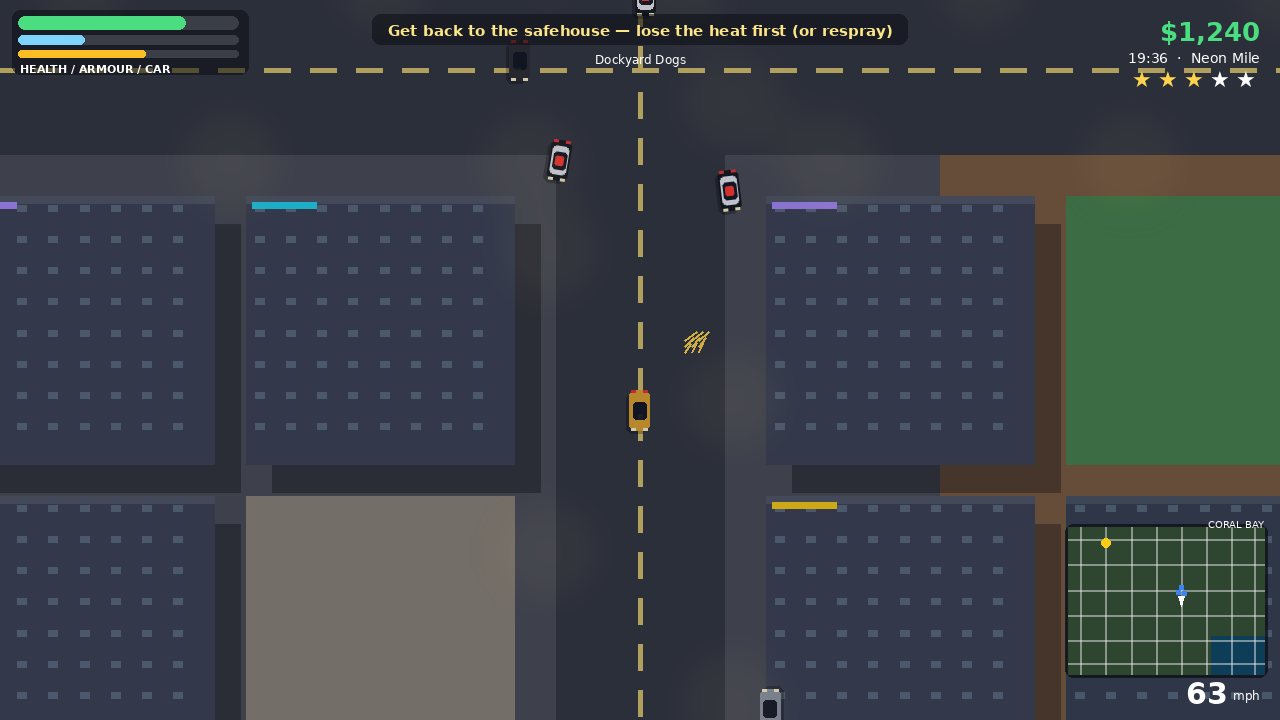 Get back to the safehouse — lose the heat first (or respray)
Dockyard Dogs
HEALTH / ARMOUR / CAR
$1,240
19:36 · Neon Mile
CORAL BAY
63 mph